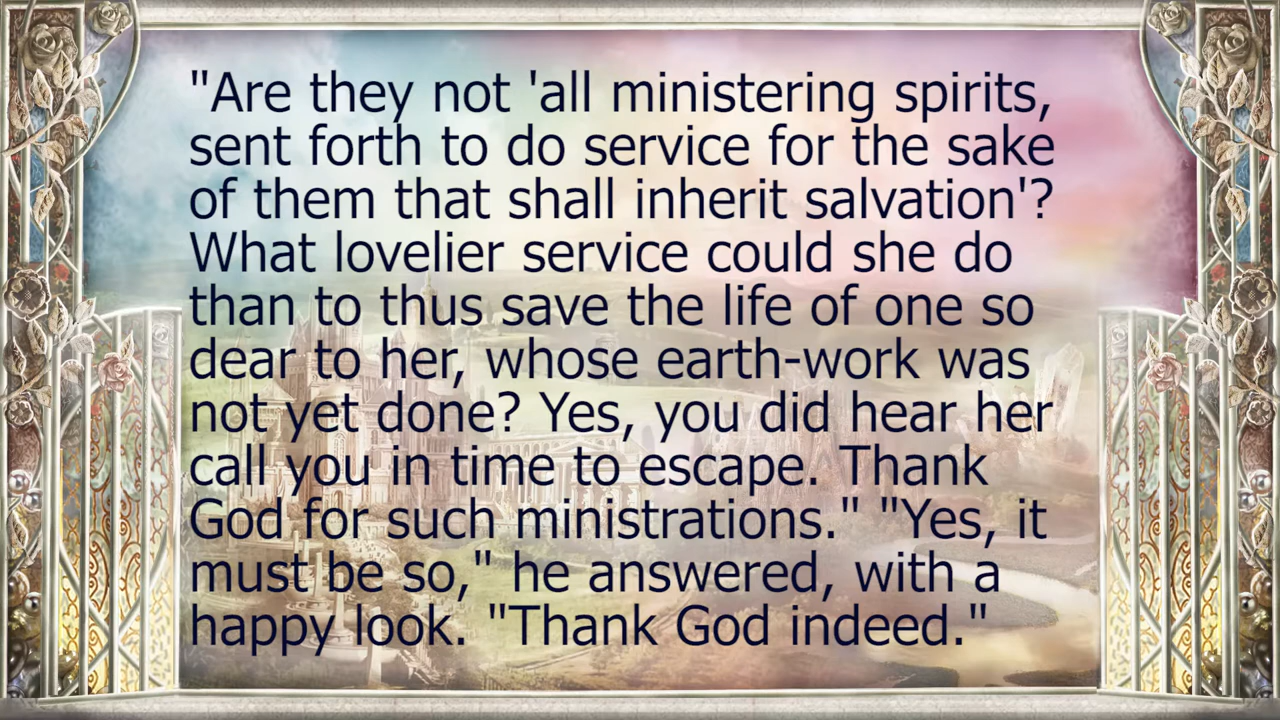 "Are they not 'all ministering spirits,
sent forth to do service for the sake
of them that shall inherit salvation'?
What lovelier service could she do
than to thus save the life of one so
dear to her, whose earth-work was
not yet done? Yes, you did hear her
call you in time to escape. Thank
God for such ministrations." "Yes, it
must be so," he answered, with a
happy look. "Thank God indeed."